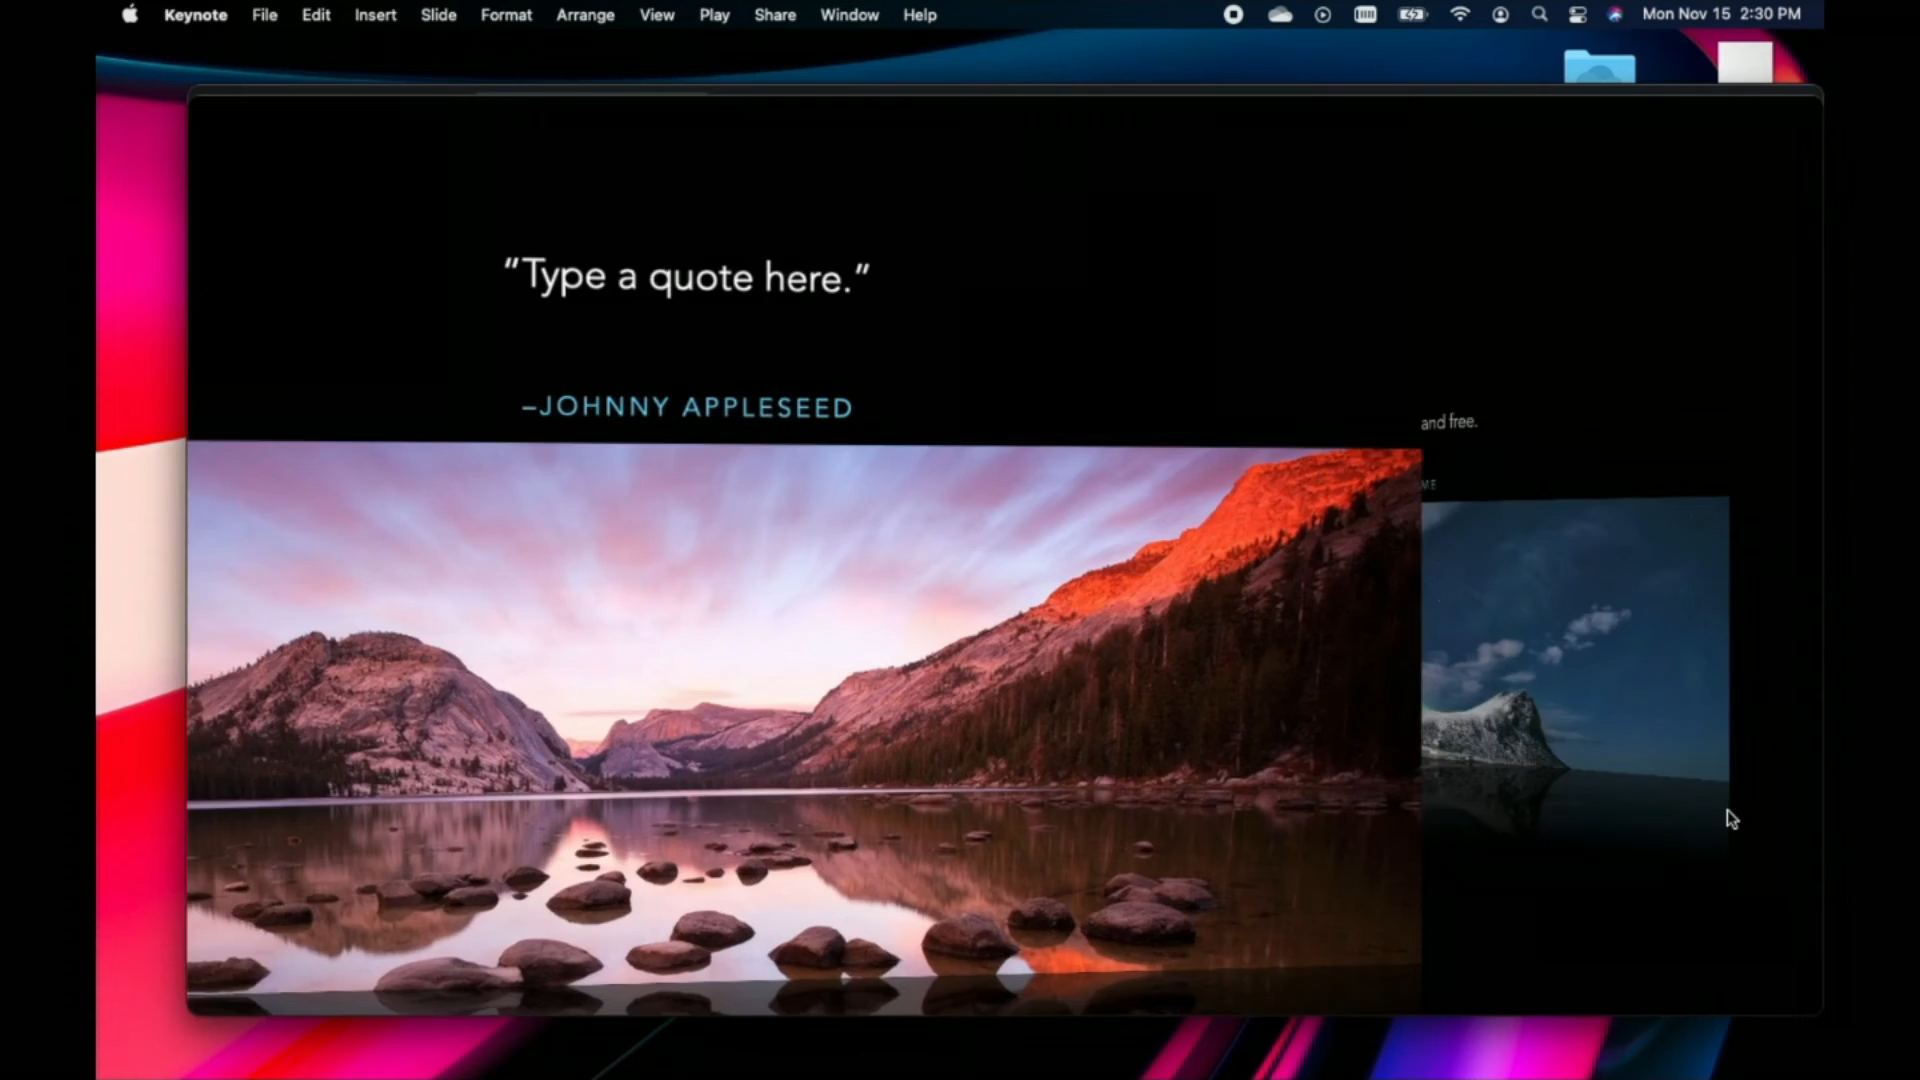 Keynote File Edit Insert Slide Format Arrange View Play Share Window Help Mon Nov 15 2:30 PM
“Type a quote here.”
–JOHNNY APPLESEED
and free.
ME